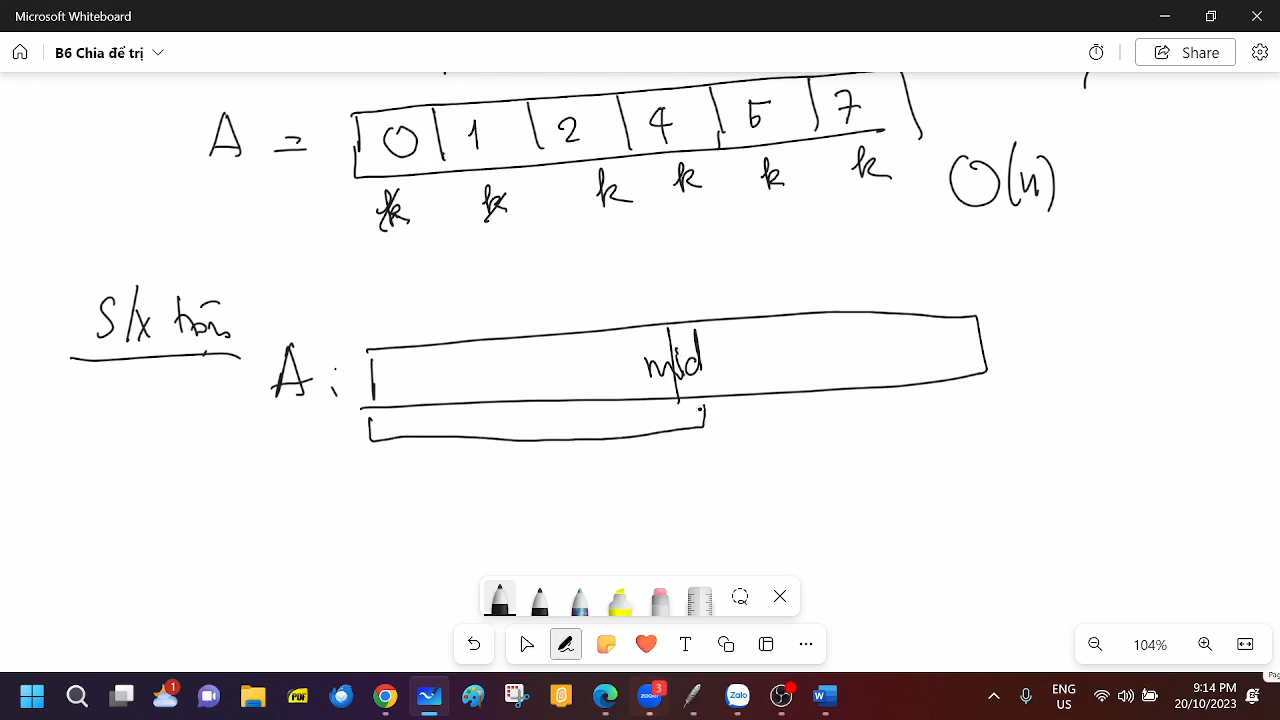 Microsoft Whiteboard
B6 Chia để trị
Share
A = 0 1 2 4 5 7
k k k k k k O(n)
S/x trộn
A : mid
104%
ENG
US
9:14 PM
20/10/2023